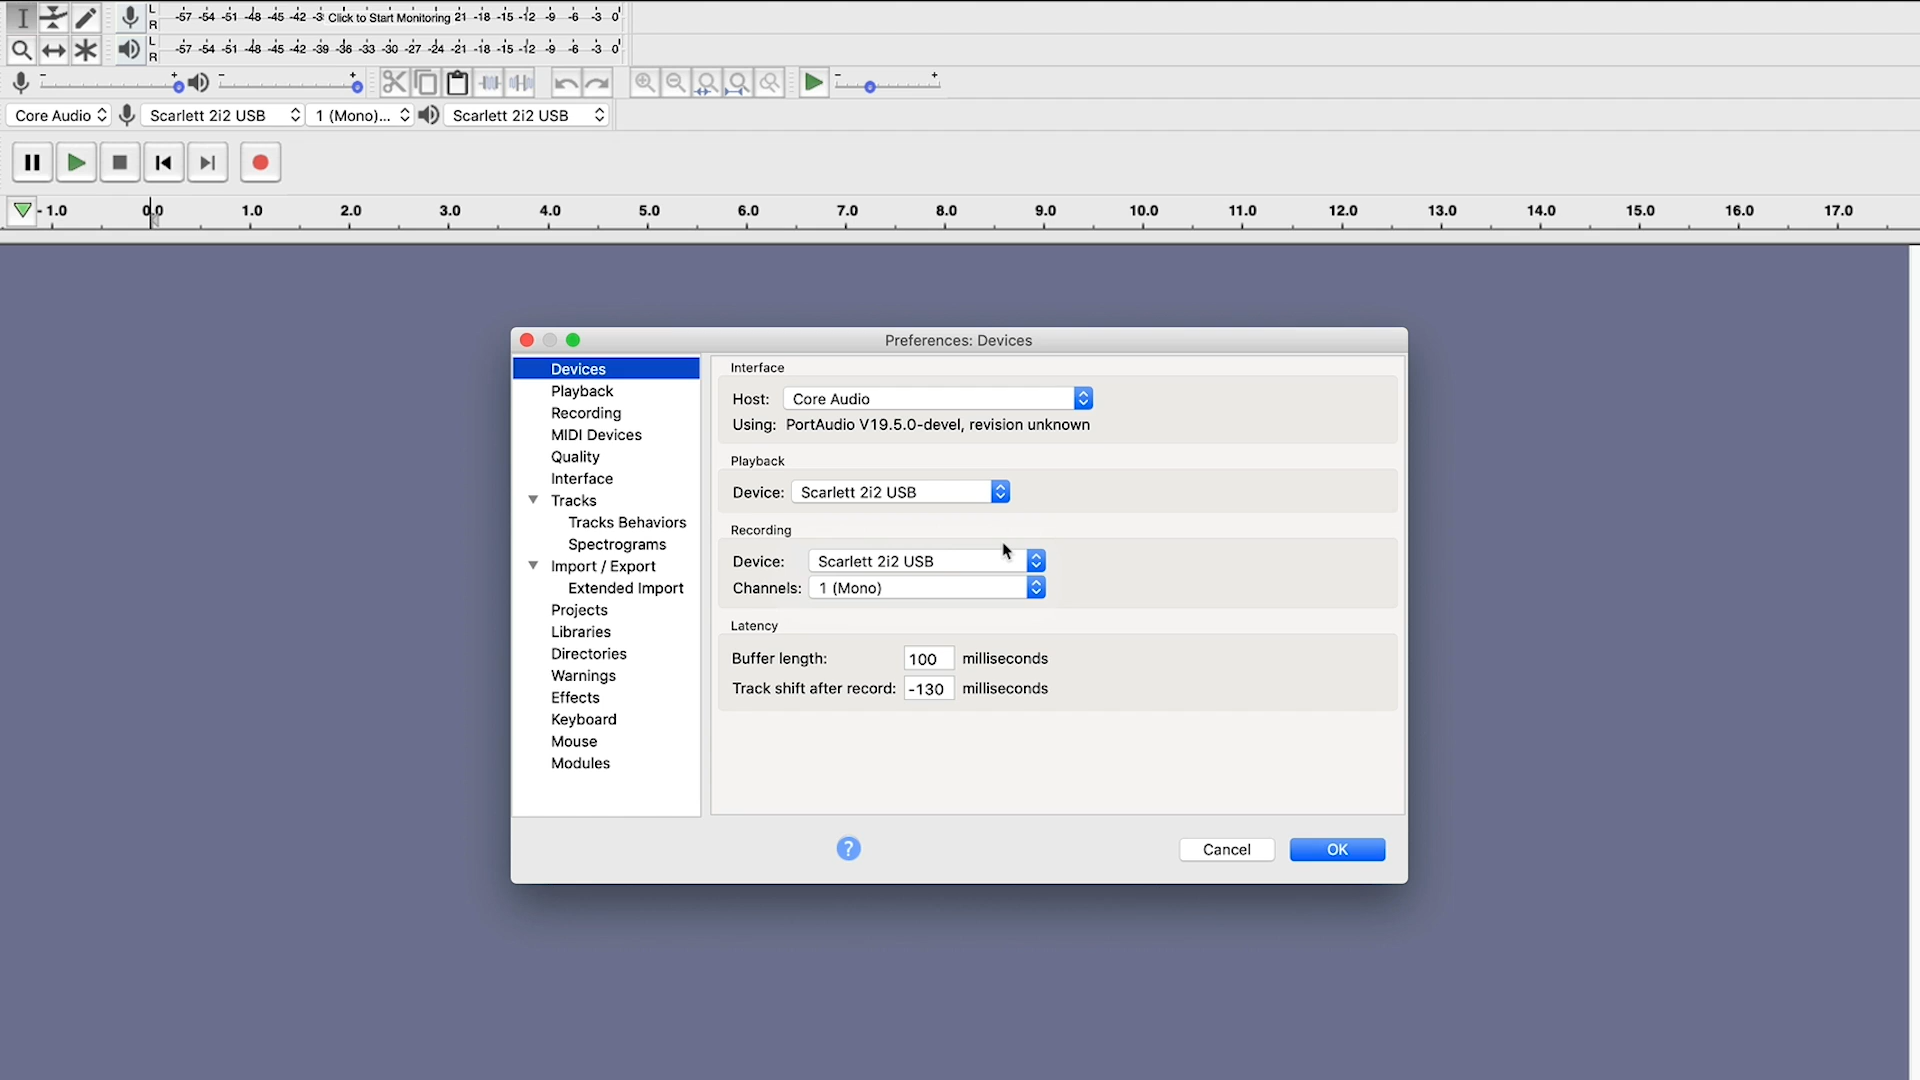 L
R
-57 -54 -51 -48 -45 -42 -3 Click to Start Monitoring 21 -18 -15 -12 -9 -6 -3 0
L
R
-57 -54 -51 -48 -45 -42 -39 -36 -33 -30 -27 -24 -21 -18 -15 -12 -9 -6 -3 0
- + - + - +
Core Audio Scarlett 2i2 USB 1 (Mono)... Scarlett 2i2 USB
-1.0 0.0 1.0 2.0 3.0 4.0 5.0 6.0 7.0 8.0 9.0 10.0 11.0 12.0 13.0 14.0 15.0 16.0 17.0
Preferences: Devices
Devices
Playback
Recording
MIDI Devices
Quality
Interface
Tracks
Tracks Behaviors
Spectrograms
Import / Export
Extended Import
Projects
Libraries
Directories
Warnings
Effects
Keyboard
Mouse
Modules
Interface
Host: Core Audio
Using: PortAudio V19.5.0-devel, revision unknown
Playback
Device: Scarlett 2i2 USB
Recording
Device: Scarlett 2i2 USB
Channels: 1 (Mono)
Latency
Buffer length: 100 milliseconds
Track shift after record: -130 milliseconds
?
Cancel
OK